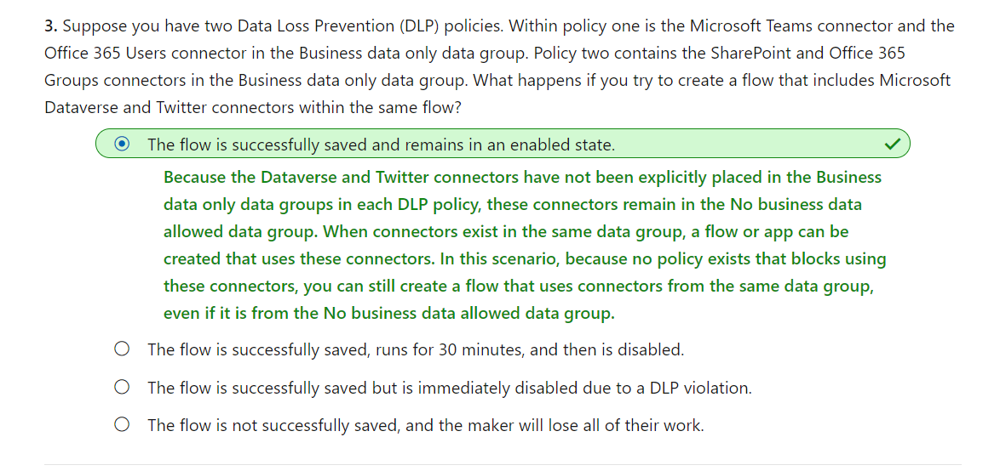 3. Suppose you have two Data Loss Prevention (DLP) policies. Within policy one is the Microsoft Teams connector and the
Office 365 Users connector in the Business data only data group. Policy two contains the SharePoint and Office 365
Groups connectors in the Business data only data group. What happens if you try to create a flow that includes Microsoft
Dataverse and Twitter connectors within the same flow?
The flow is successfully saved and remains in an enabled state.
Because the Dataverse and Twitter connectors have not been explicitly placed in the Business
data only data groups in each DLP policy, these connectors remain in the No business data
allowed data group. When connectors exist in the same data group, a flow or app can be
created that uses these connectors. In this scenario, because no policy exists that blocks using
these connectors, you can still create a flow that uses connectors from the same data group,
even if it is from the No business data allowed data group.
The flow is successfully saved, runs for 30 minutes, and then is disabled.
The flow is successfully saved but is immediately disabled due to a DLP violation.
The flow is not successfully saved, and the maker will lose all of their work.